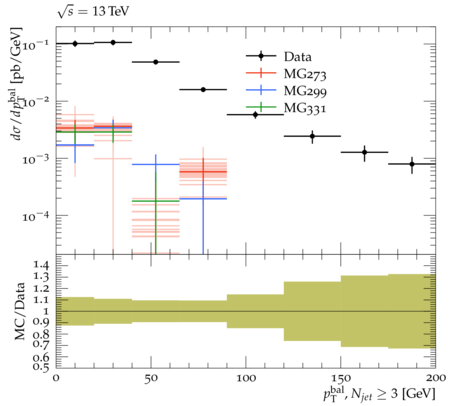 √s = 13 TeV
dσ/dp_T^bal [pb/GeV]
10⁻¹
10⁻²
10⁻³
10⁻⁴
Data
MG273
MG299
MG331
MC/Data
1.4
1.3
1.2
1.1
1
0.9
0.8
0.7
0.6
0.5
0 50 100 150 200
p_T^bal, N_jet ≥ 3 [GeV]